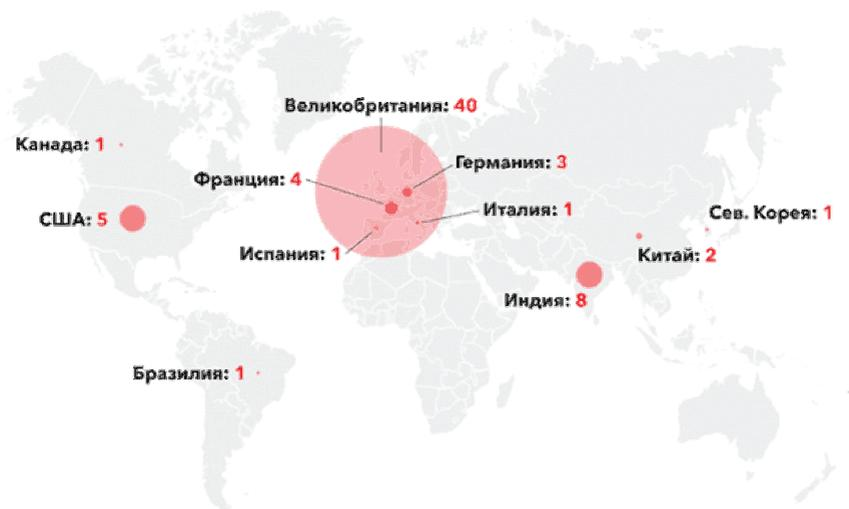 Великобритания: 40
Канада: 1
Германия: 3
Франция: 4
Италия: 1
Сев. Корея: 1
США: 5
Испания: 1
Китай: 2
Индия: 8
Бразилия: 1